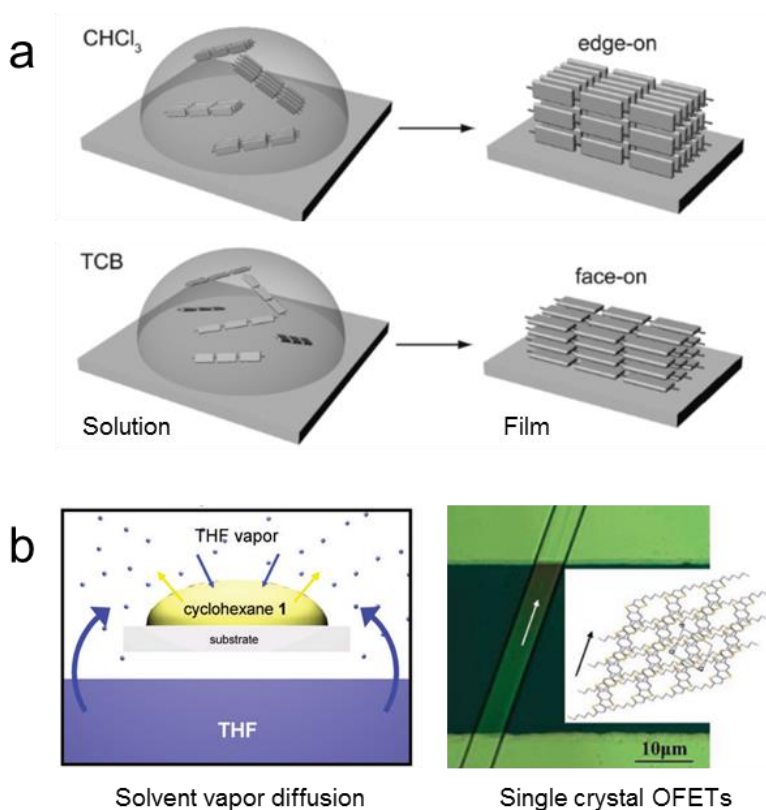 a
CHCl₃
edge-on
TCB
face-on
Solution
Film
b
THF vapor
cyclohexane 1
substrate
THF
10μm
Solvent vapor diffusion
Single crystal OFETs